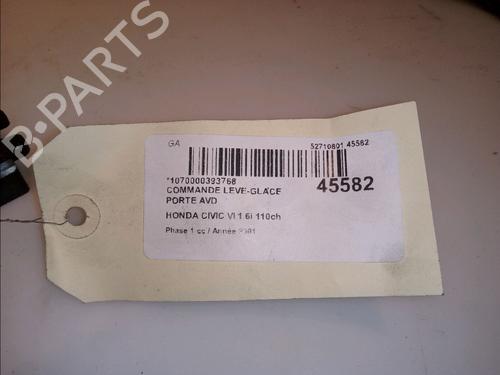 B-PARTS
GA
52710801 45582
*1070000393768
45582
COMMANDE LEVE-GLACE
PORTE AVD
HONDA CIVIC VI 1.6i 110ch
Phase 1 cc / Année 2001